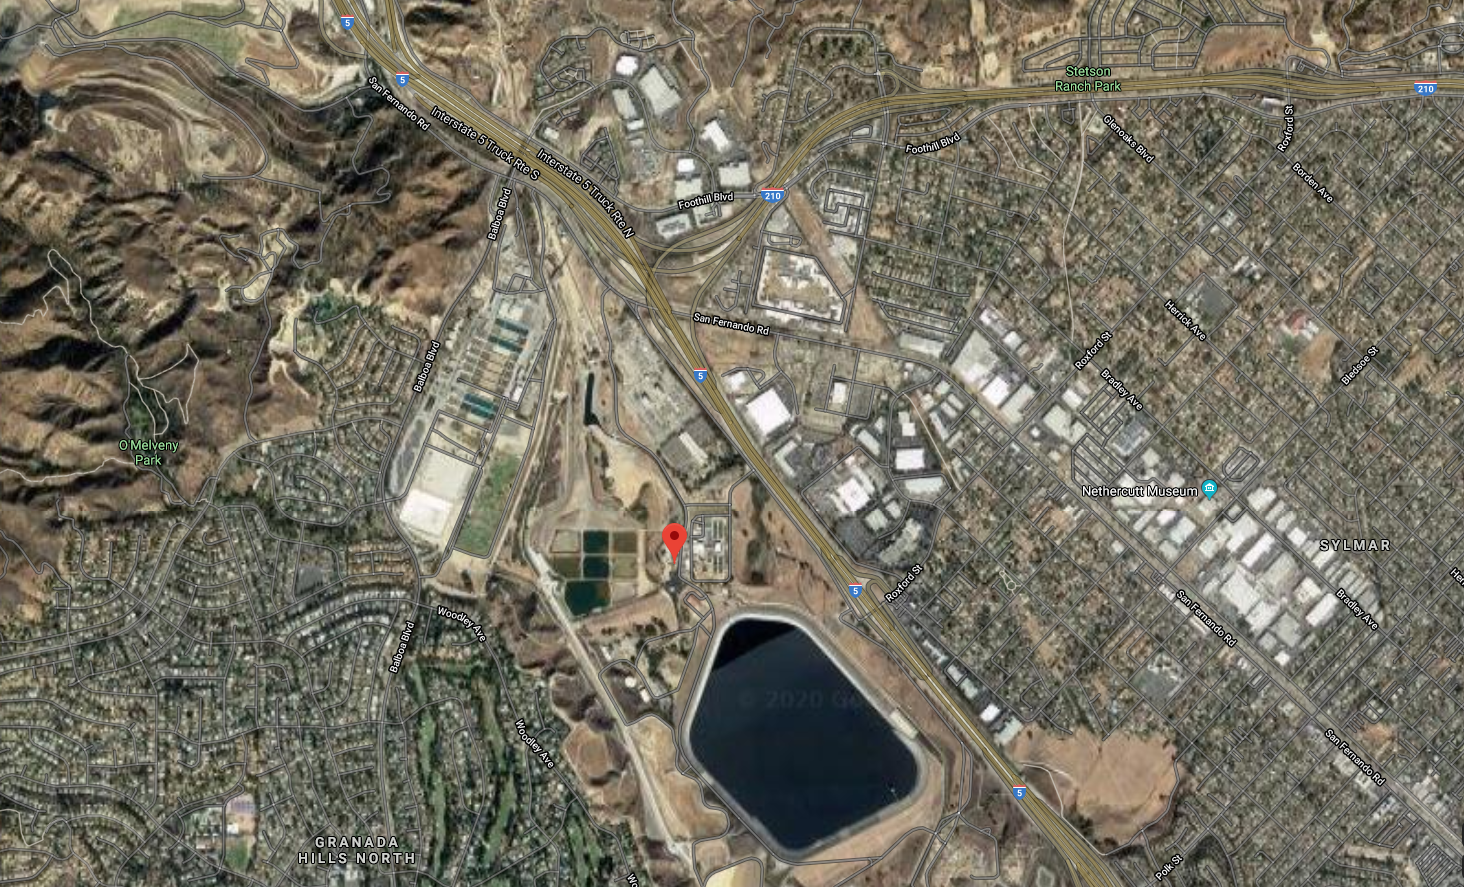 5
5
San Fernando Rd
Interstate 5 Truck Rte S
Interstate 5 Truck Rte N
Stetson
Ranch Park
210
Glenoaks Blvd
Roxford St
Foothill Blvd
Borden Ave
Foothill Blvd
210
Balboa Blvd
San Fernando Rd
Herrick Ave
Balboa Blvd
Roxford St
Bledsoe St
5
Bradley Ave
O'Melveny
Park
Nethercutt Museum
SYLMAR
5
Roxford St
San Fernando Rd
Bradley Ave
Woodley Ave
Balboa Blvd
© 2020 Go
Woodley Ave
San Fernando Rd
5
GRANADA
HILLS NORTH
Polk St